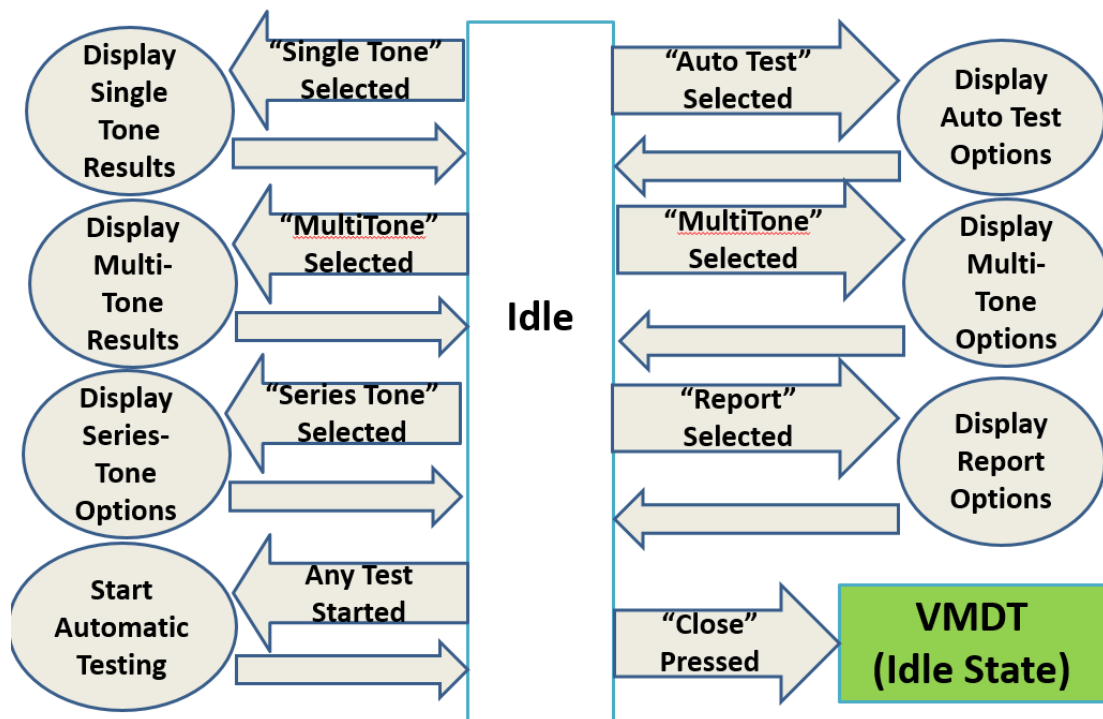 Display
Single
Tone
Results
“Single Tone”
Selected
Display
Multi-
Tone
Results
“MultiTone”
Selected
Display
Series-
Tone
Options
“Series Tone”
Selected
Start
Automatic
Testing
Any Test
Started
Idle
“Auto Test”
Selected
Display
Auto Test
Options
“MultiTone”
Selected
Display
Multi-
Tone
Options
“Report”
Selected
Display
Report
Options
“Close”
Pressed
VMDT
(Idle State)